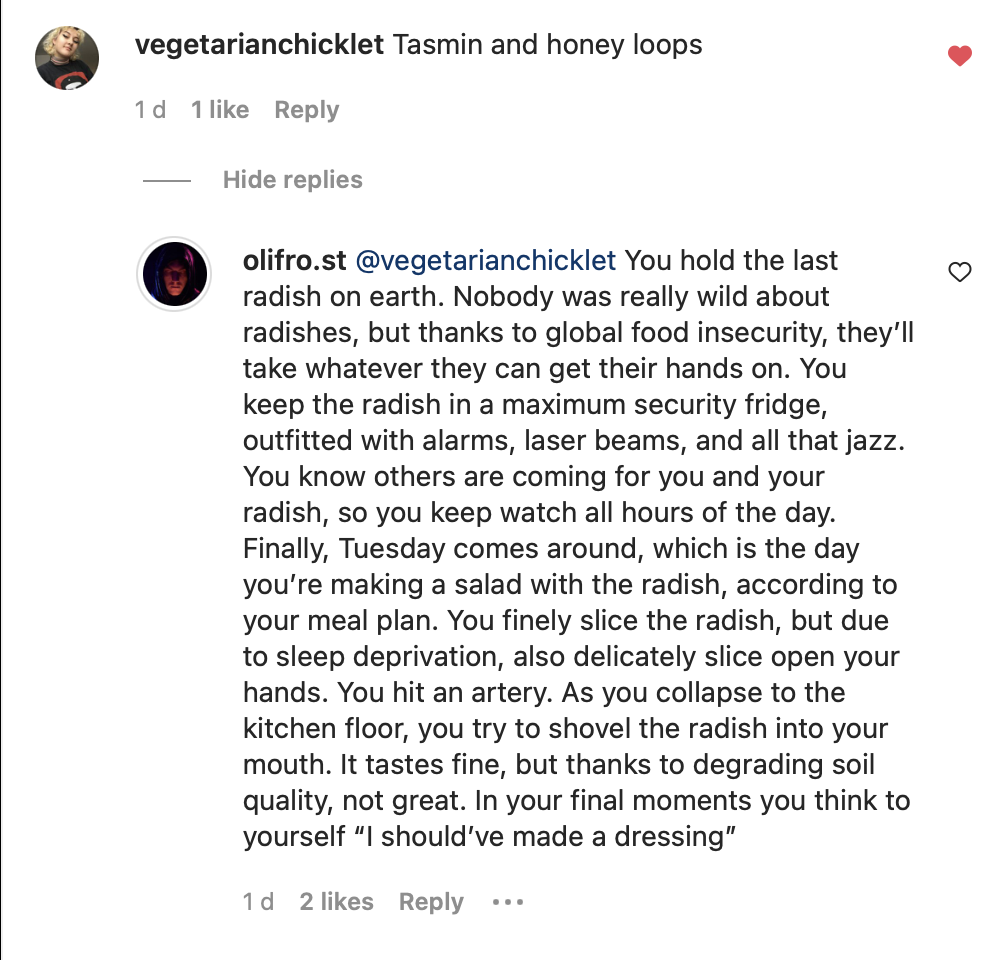 vegetarianchicklet Tasmin and honey loops
1 d 1 like Reply
Hide replies
olifro.st @vegetarianchicklet You hold the last
radish on earth. Nobody was really wild about
radishes, but thanks to global food insecurity, they’ll
take whatever they can get their hands on. You
keep the radish in a maximum security fridge,
outfitted with alarms, laser beams, and all that jazz.
You know others are coming for you and your
radish, so you keep watch all hours of the day.
Finally, Tuesday comes around, which is the day
you’re making a salad with the radish, according to
your meal plan. You finely slice the radish, but due
to sleep deprivation, also delicately slice open your
hands. You hit an artery. As you collapse to the
kitchen floor, you try to shovel the radish into your
mouth. It tastes fine, but thanks to degrading soil
quality, not great. In your final moments you think to
yourself “I should’ve made a dressing”
1 d 2 likes Reply